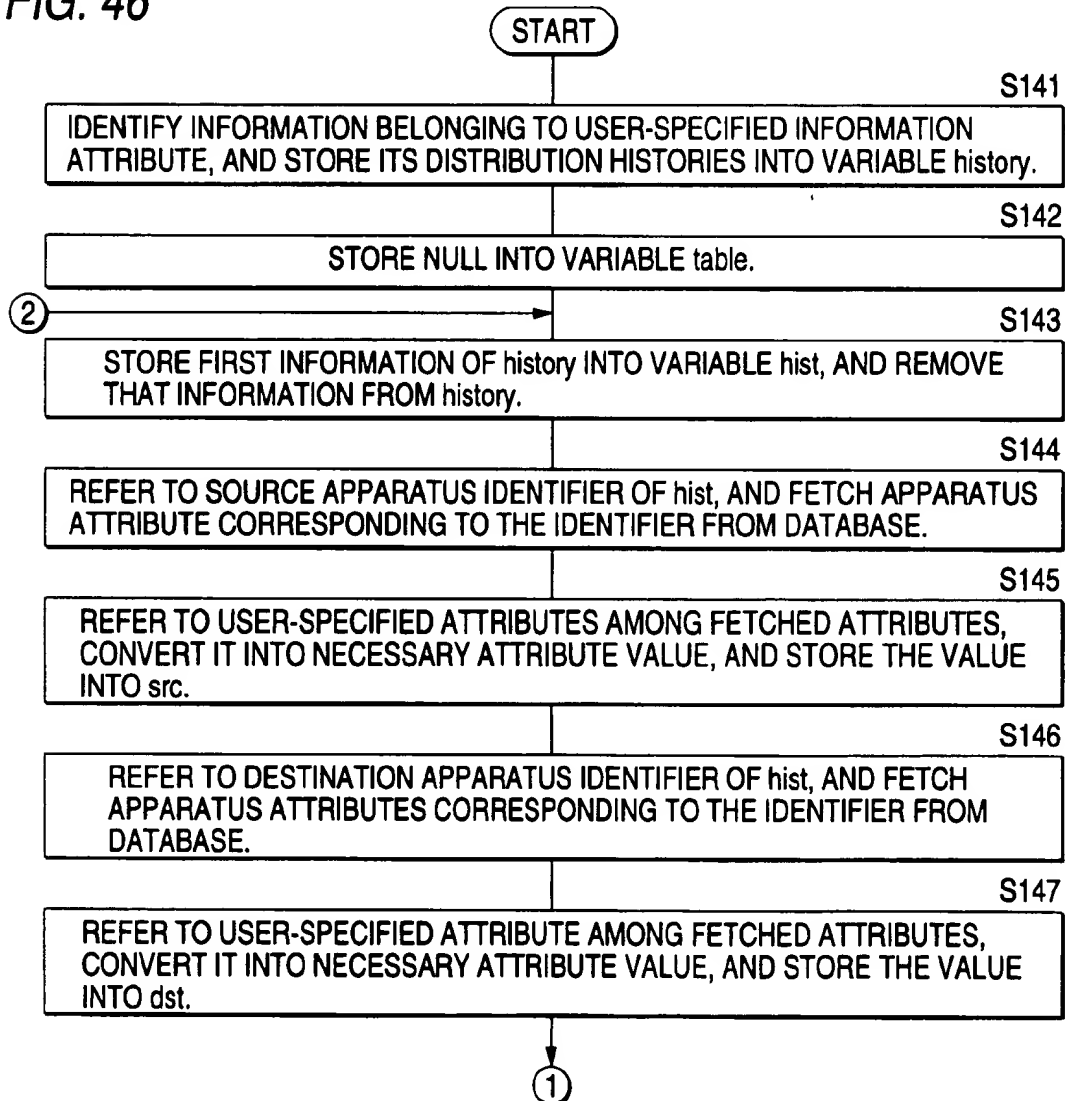 FIG. 46
START
S141
IDENTIFY INFORMATION BELONGING TO USER-SPECIFIED INFORMATION
ATTRIBUTE, AND STORE ITS DISTRIBUTION HISTORIES INTO VARIABLE history.
S142
STORE NULL INTO VARIABLE table.
2
S143
STORE FIRST INFORMATION OF history INTO VARIABLE hist, AND REMOVE
THAT INFORMATION FROM history.
S144
REFER TO SOURCE APPARATUS IDENTIFIER OF hist, AND FETCH APPARATUS
ATTRIBUTE CORRESPONDING TO THE IDENTIFIER FROM DATABASE.
S145
REFER TO USER-SPECIFIED ATTRIBUTES AMONG FETCHED ATTRIBUTES,
CONVERT IT INTO NECESSARY ATTRIBUTE VALUE, AND STORE THE VALUE
INTO src.
S146
REFER TO DESTINATION APPARATUS IDENTIFIER OF hist, AND FETCH
APPARATUS ATTRIBUTES CORRESPONDING TO THE IDENTIFIER FROM
DATABASE.
S147
REFER TO USER-SPECIFIED ATTRIBUTE AMONG FETCHED ATTRIBUTES,
CONVERT IT INTO NECESSARY ATTRIBUTE VALUE, AND STORE THE VALUE
INTO dst.
1